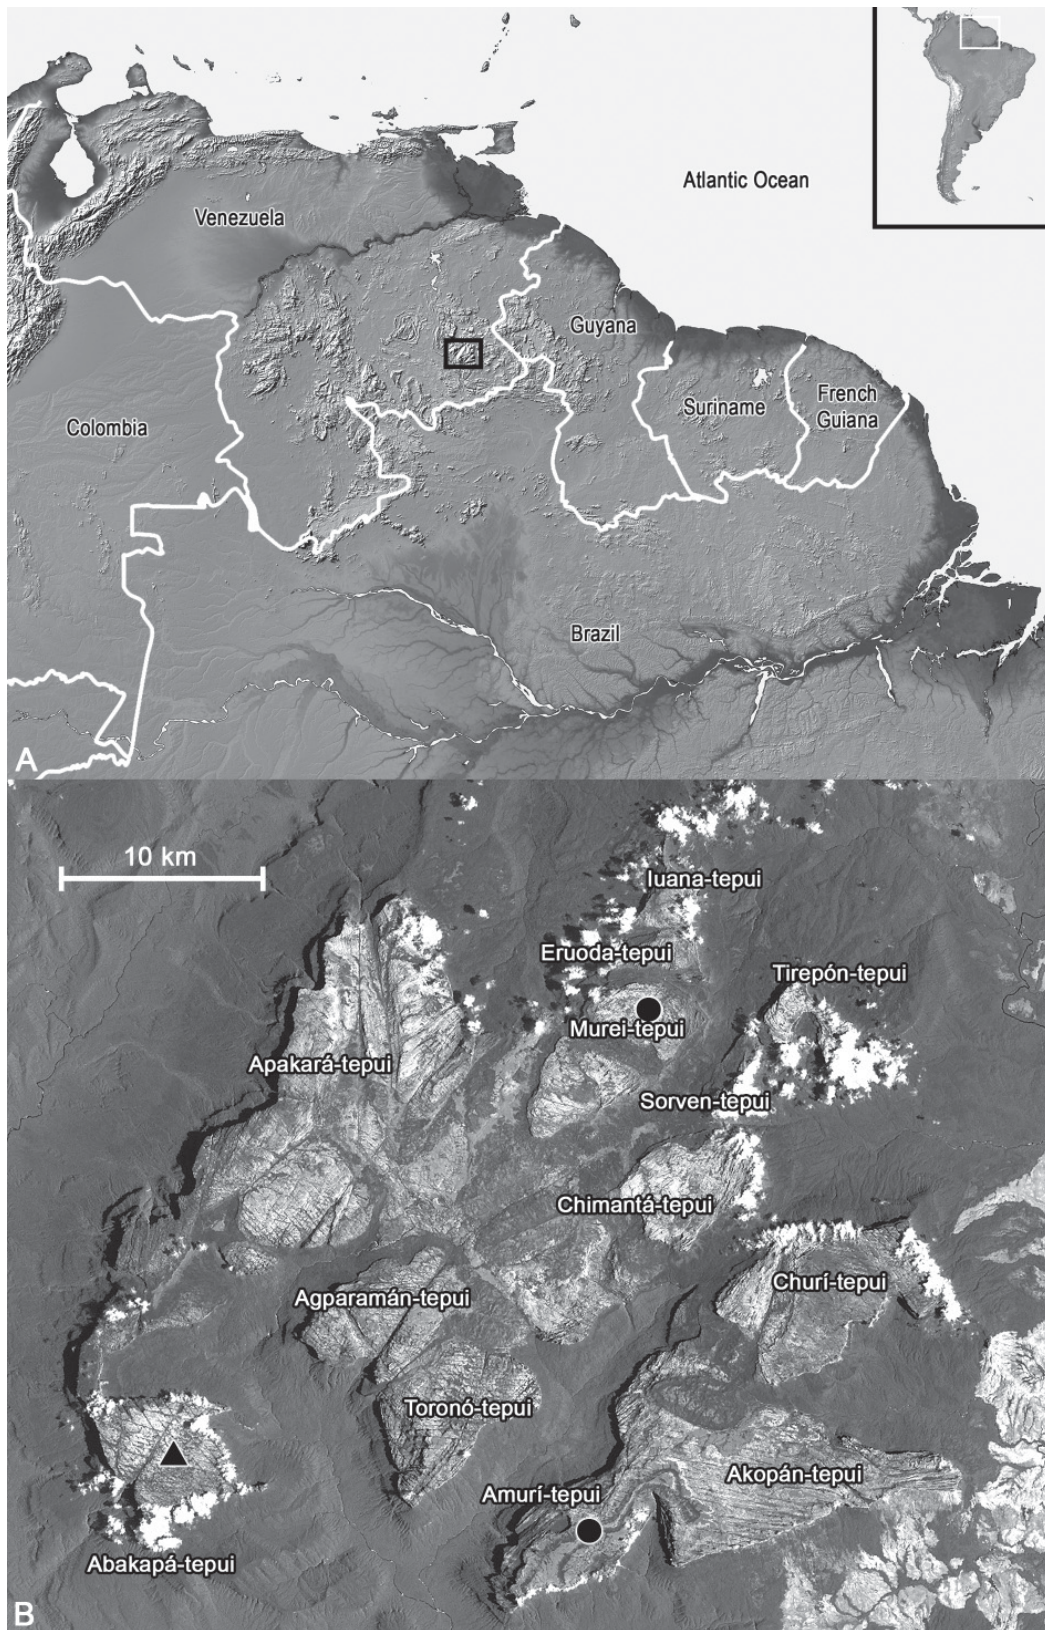 Atlantic Ocean
Venezuela
Guyana
French
Guiana
Suriname
Colombia
Brazil
A
10 km
Iuana-tepui
Eruoda-tepui
Tirepón-tepui
Murei-tepui
Apakará-tepui
Sorven-tepui
Chimantá-tepui
Churí-tepui
Agparamán-tepui
Toronó-tepui
Akopán-tepui
Amurí-tepui
Abakapá-tepui
B